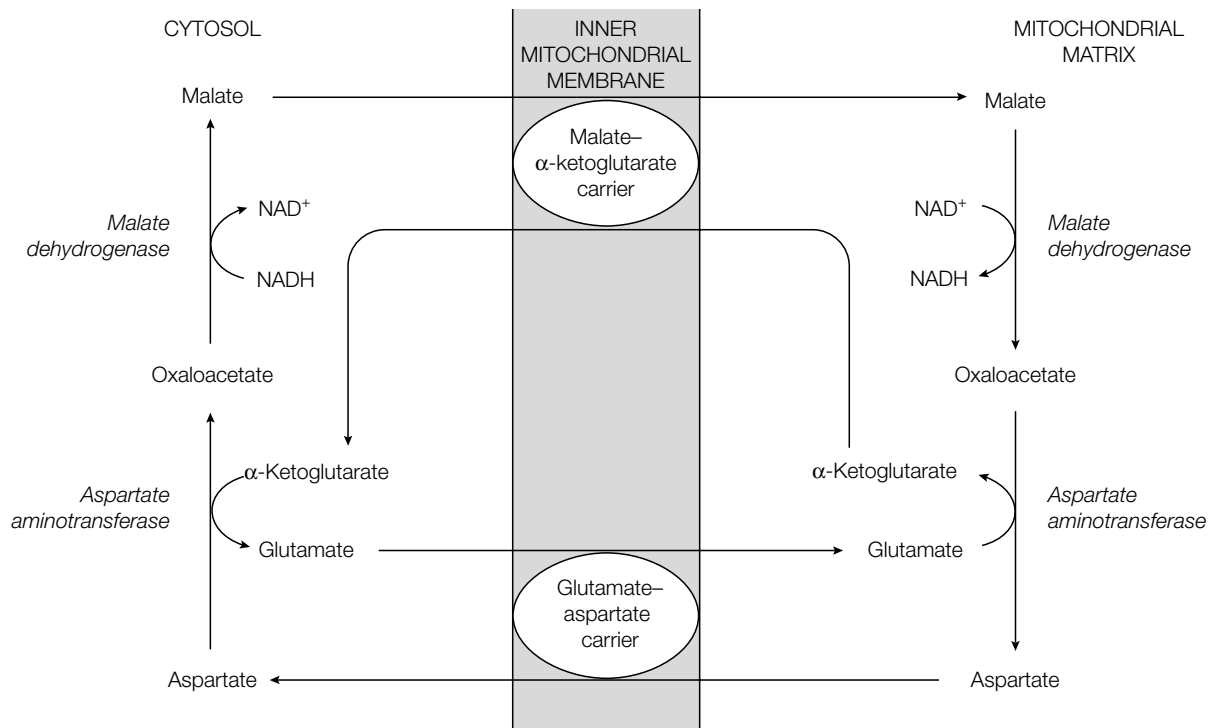 CYTOSOL
INNER
MITOCHONDRIAL
MEMBRANE
MITOCHONDRIAL
MATRIX
Malate
Malate
Malate–
α-ketoglutarate
carrier
NAD⁺
NADH
Malate
dehydrogenase
NAD⁺
NADH
Malate
dehydrogenase
Oxaloacetate
Oxaloacetate
α-Ketoglutarate
α-Ketoglutarate
Aspartate
aminotransferase
Aspartate
aminotransferase
Glutamate
Glutamate
Glutamate–
aspartate
carrier
Aspartate
Aspartate